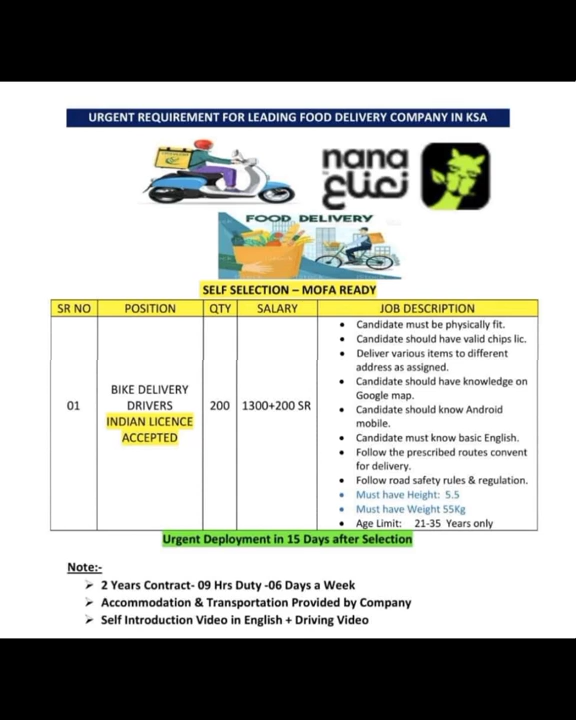 URGENT REQUIREMENT FOR LEADING FOOD DELIVERY COMPANY IN KSA
nana
نعناع
FOOD DELIVERY
SELF SELECTION – MOFA READY
SR NO POSITION QTY SALARY JOB DESCRIPTION
01
BIKE DELIVERY
DRIVERS
INDIAN LICENCE
ACCEPTED
200
1300+200 SR
• Candidate must be physically fit.
• Candidate should have valid chips lic.
• Deliver various items to different
address as assigned.
• Candidate should have knowledge on
Google map.
• Candidate should know Android
mobile.
• Candidate must know basic English.
• Follow the prescribed routes convent
for delivery.
• Follow road safety rules & regulation.
• Must have Height: 5.5
• Must have Weight 55Kg
• Age Limit: 21-35 Years only
Urgent Deployment in 15 Days after Selection
Note:-
➢ 2 Years Contract- 09 Hrs Duty -06 Days a Week
➢ Accommodation & Transportation Provided by Company
➢ Self Introduction Video in English + Driving Video